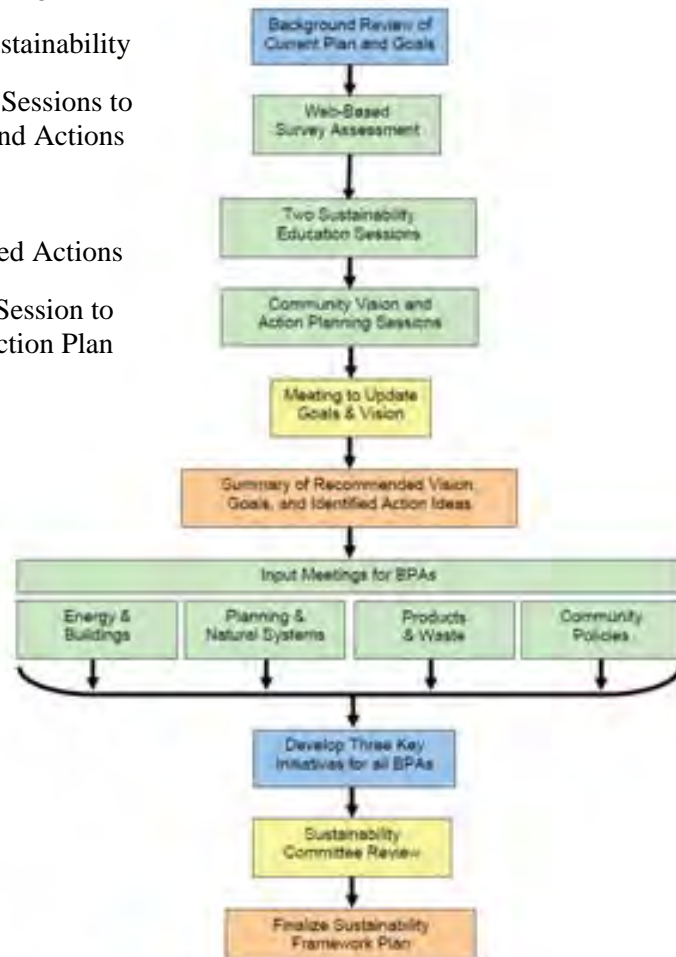 stainability
Sessions to
nd Actions
ed Actions
Session to
ction Plan
Background Review of
Current Plan and Goals
Web-Based
Survey Assessment
Two Sustainability
Education Sessions
Community Vision and
Action Planning Sessions
Meeting to Update
Goals & Vision
Summary of Recommended Vision,
Goals, and Identified Action Ideas
Input Meetings for BPAs
Energy &
Buildings
Planning &
Natural Systems
Products
& Waste
Community
Policies
Develop Three Key
Initiatives for all BPAs
Sustainability
Committee Review
Finalize Sustainability
Framework Plan